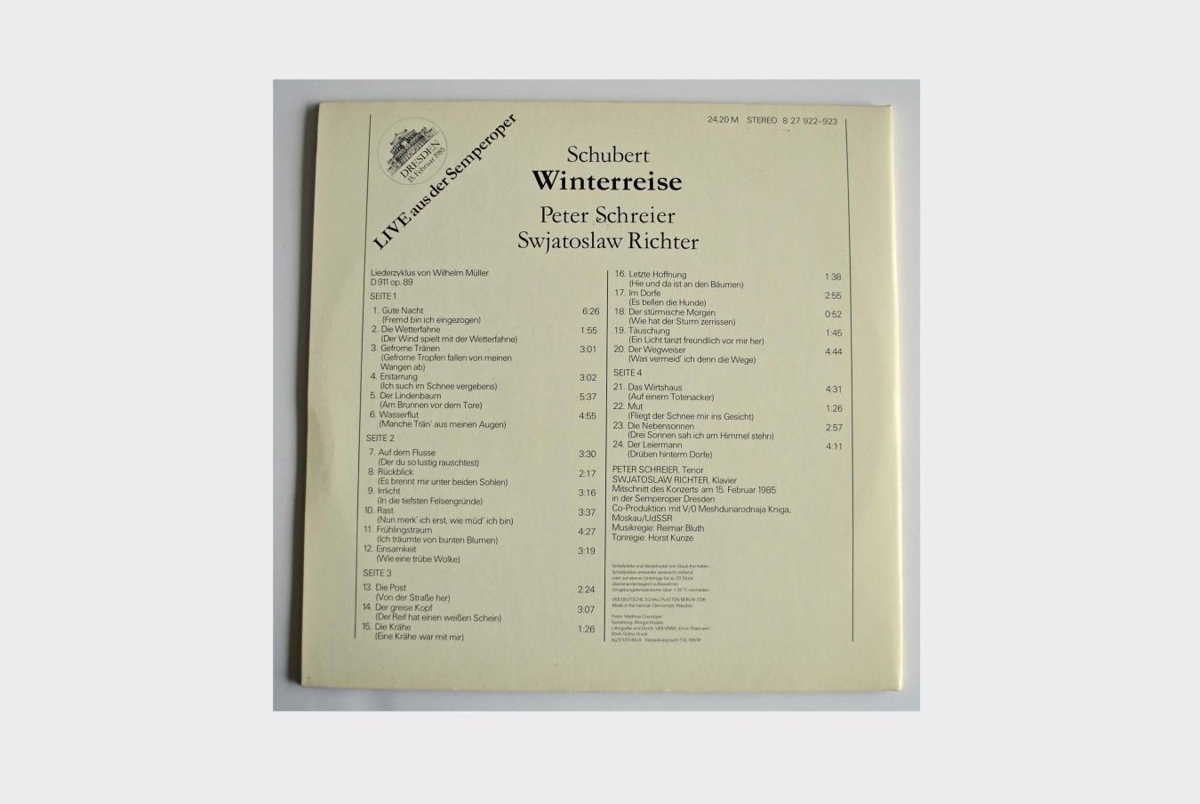 24,20 M STEREO 8 27 922-923
DRESDEN
13. Februar 1985
LIVE aus der Semperoper
Schubert
Winterreise
Peter Schreier
Swjatoslaw Richter
Liederzyklus von Wilhelm Müller
D 911 op. 89
SEITE 1
1. Gute Nacht 6:26
(Fremd bin ich eingezogen)
2. Die Wetterfahne 1:55
(Der Wind spielt mit der Wetterfahne)
3. Gefrorne Tränen 3:01
(Gefrorne Tropfen fallen von meinen
Wangen ab)
4. Erstarrung 3:02
(Ich such im Schnee vergebens)
5. Der Lindenbaum 5:37
(Am Brunnen vor dem Tore)
6. Wasserflut 4:55
(Manche Trän' aus meinen Augen)
SEITE 2
7. Auf dem Flusse 3:30
(Der du so lustig rauschtest)
8. Rückblick 2:17
(Es brennt mir unter beiden Sohlen)
9. Irrlicht 3:16
(In die tiefsten Felsengründe)
10. Rast 3:37
(Nun merk' ich erst, wie müd' ich bin)
11. Frühlingstraum 4:27
(Ich träumte von bunten Blumen)
12. Einsamkeit 3:19
(Wie eine trübe Wolke)
SEITE 3
13. Die Post 2:24
(Von der Straße her)
14. Der greise Kopf 3:07
(Der Reif hat einen weißen Schein)
15. Die Krähe 1:26
(Eine Krähe war mit mir)
16. Letzte Hoffnung 1:38
(Hie und da ist an den Bäumen)
17. Im Dorfe 2:55
(Es bellen die Hunde)
18. Der stürmische Morgen 0:52
(Wie hat der Sturm zerrissen)
19. Täuschung 1:45
(Ein Licht tanzt freundlich vor mir her)
20. Der Wegweiser 4:44
(Was vermeid' ich denn die Wege)
SEITE 4
21. Das Wirtshaus 4:31
(Auf einem Totenacker)
22. Mut 1:26
(Fliegt der Schnee mir ins Gesicht)
23. Die Nebensonnen 2:57
(Drei Sonnen sah ich am Himmel stehn)
24. Der Leiermann 4:11
(Drüben hinterm Dorfe)
PETER SCHREIER, Tenor
SWJATOSLAW RICHTER, Klavier
Mitschnitt des Konzerts am 15. Februar 1985
in der Semperoper Dresden
Co-Produktion mit V/O Meshdunarodnaja Kniga,
Moskau/UdSSR
Musikregie: Reimar Bluth
Tonregie: Horst Kunze
VEB DEUTSCHE SCHALLPLATTEN BERLIN DDR
Made in the German Democratic Republic